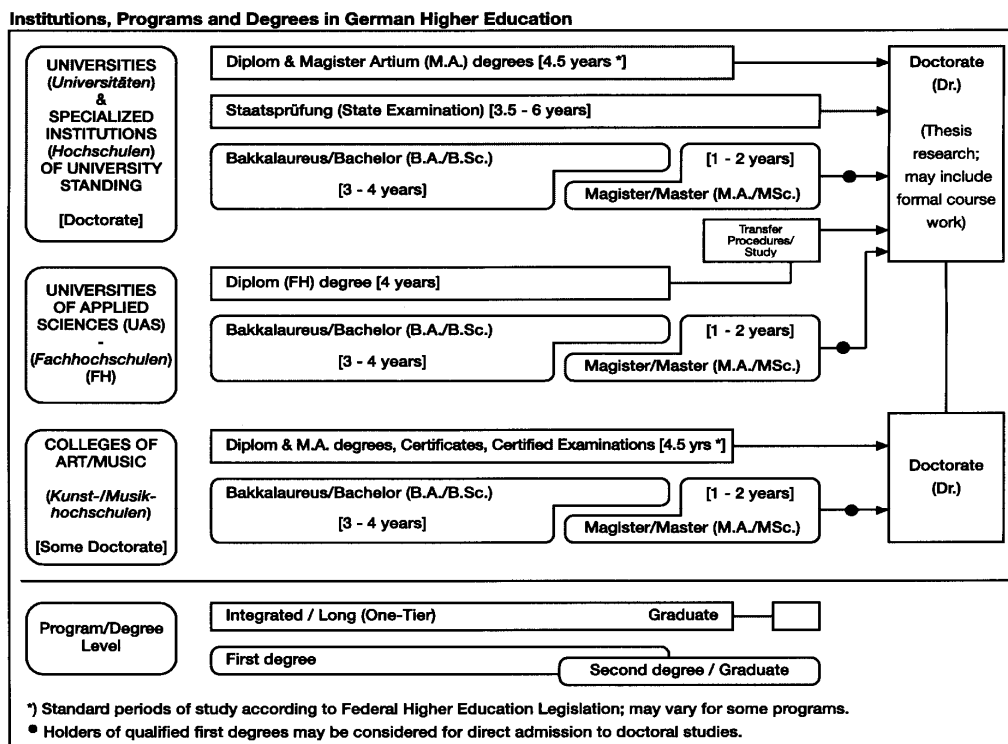 Institutions, Programs and Degrees in German Higher Education
UNIVERSITIES
(Universitäten)
&
SPECIALIZED
INSTITUTIONS
(Hochschulen)
OF UNIVERSITY
STANDING
[Doctorate]
Diplom & Magister Artium (M.A.) degrees [4.5 years *]
Staatsprüfung (State Examination) [3.5 - 6 years]
Bakkalaureus/Bachelor (B.A./B.Sc.)
[3 - 4 years]
[1 - 2 years]
Magister/Master (M.A./MSc.)
Transfer
Procedures/
Study
Doctorate
(Dr.)
(Thesis
research;
may include
formal course
work)
UNIVERSITIES
OF APPLIED
SCIENCES (UAS)
-
(Fachhochschulen)
(FH)
Diplom (FH) degree [4 years]
Bakkalaureus/Bachelor (B.A./B.Sc.)
[3 - 4 years]
[1 - 2 years]
Magister/Master (M.A./MSc.)
COLLEGES OF
ART/MUSIC
(Kunst-/Musik-
hochschulen)
[Some Doctorate]
Diplom & M.A. degrees, Certificates, Certified Examinations [4.5 yrs *]
Bakkalaureus/Bachelor (B.A./B.Sc.)
[3 - 4 years]
[1 - 2 years]
Magister/Master (M.A./MSc.)
Doctorate
(Dr.)
Program/Degree
Level
Integrated / Long (One-Tier) Graduate
First degree
Second degree / Graduate
*) Standard periods of study according to Federal Higher Education Legislation; may vary for some programs.
● Holders of qualified first degrees may be considered for direct admission to doctoral studies.